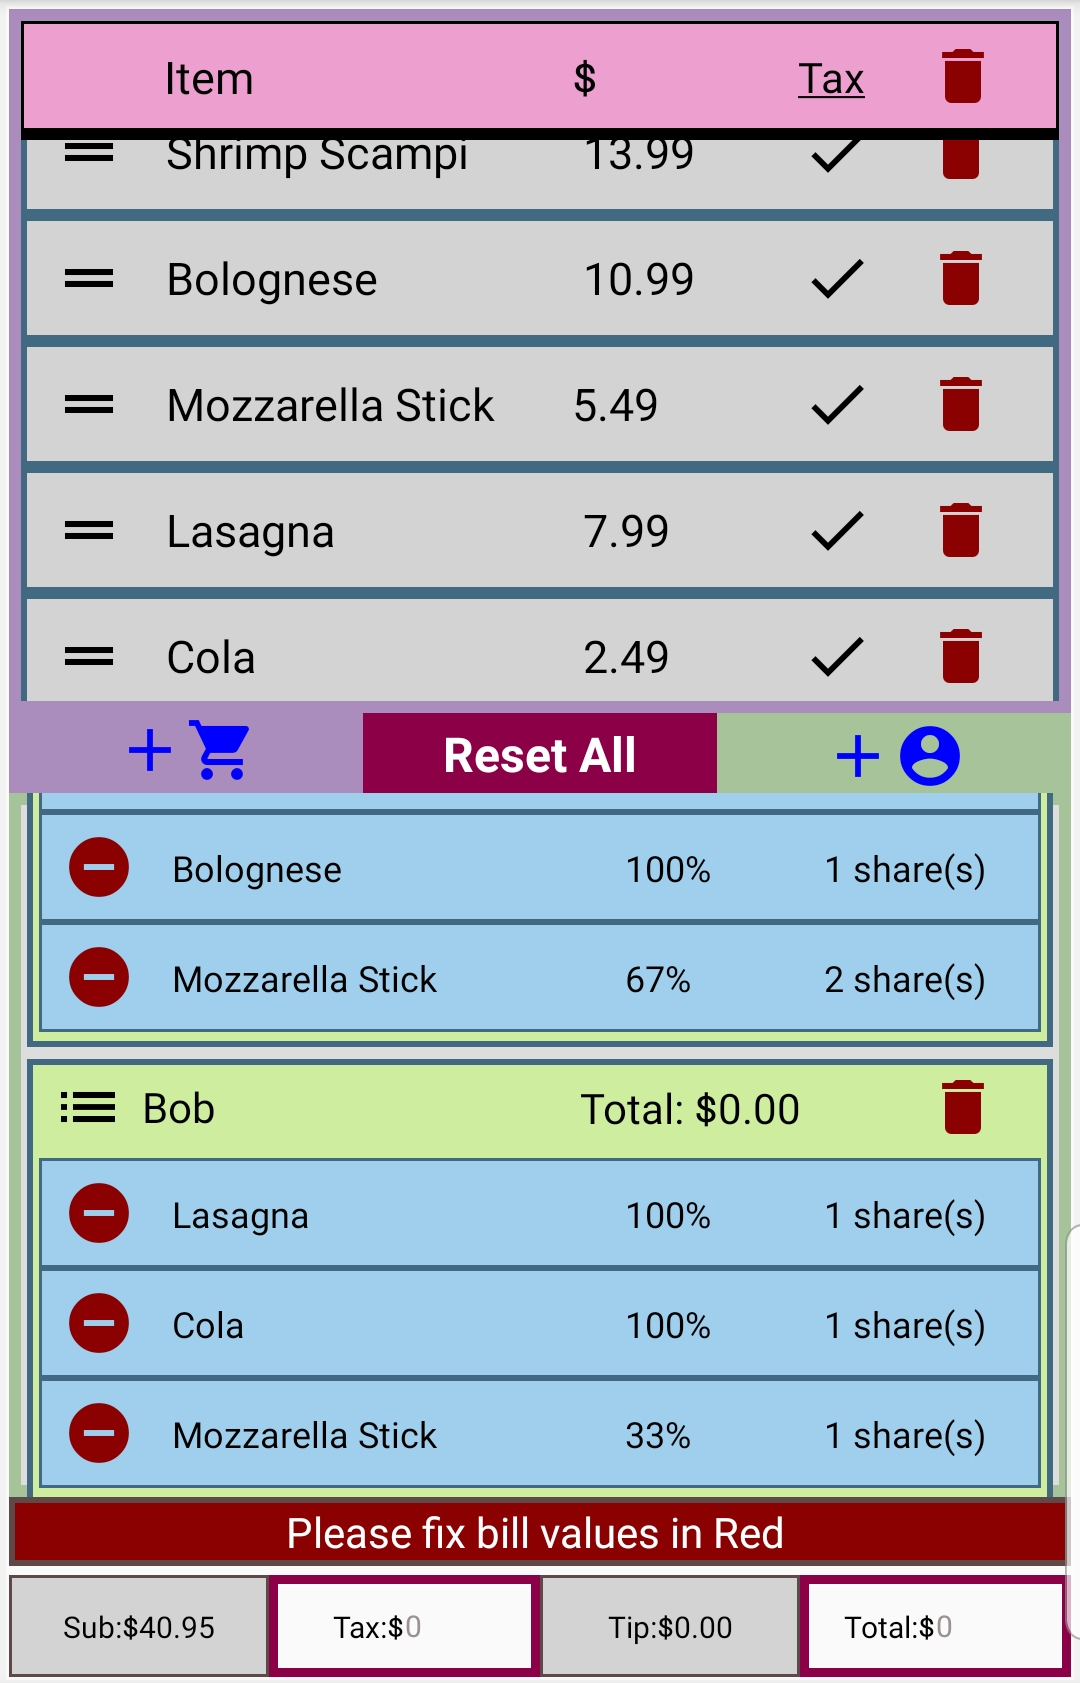 Item $ Tax
Shrimp Scampi 13.99
Bolognese 10.99
Mozzarella Stick 5.49
Lasagna 7.99
Cola 2.49
+ Reset All +
Bolognese 100% 1 share(s)
Mozzarella Stick 67% 2 share(s)
Bob Total: $0.00
Lasagna 100% 1 share(s)
Cola 100% 1 share(s)
Mozzarella Stick 33% 1 share(s)
Please fix bill values in Red
Sub:$40.95 Tax:$0 Tip:$0.00 Total:$0